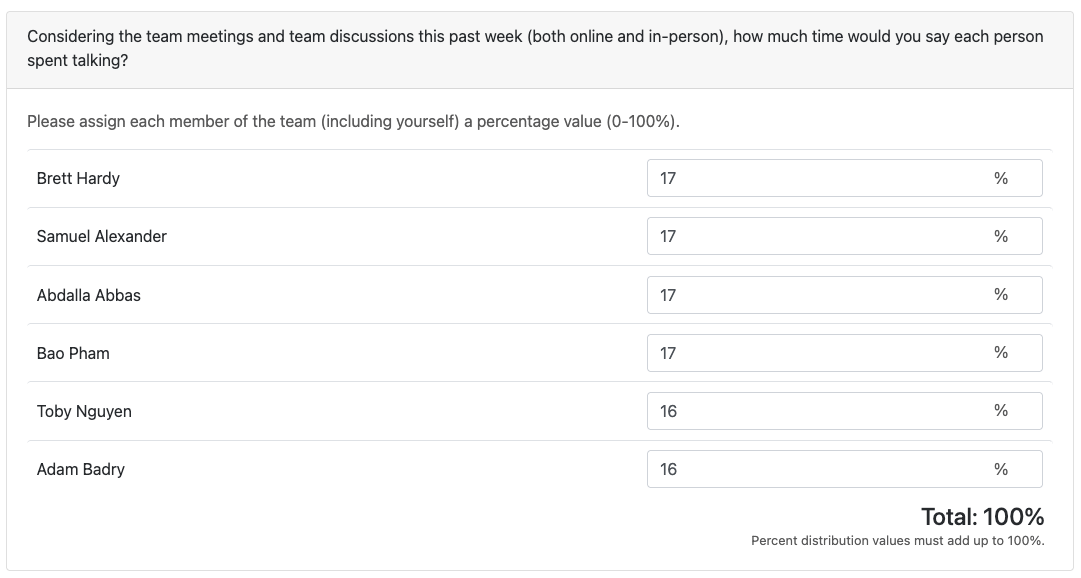 Considering the team meetings and team discussions this past week (both online and in-person), how much time would you say each person
spent talking?
Please assign each member of the team (including yourself) a percentage value (0-100%).
Brett Hardy 17 %
Samuel Alexander 17 %
Abdalla Abbas 17 %
Bao Pham 17 %
Toby Nguyen 16 %
Adam Badry 16 %
Total: 100%
Percent distribution values must add up to 100%.